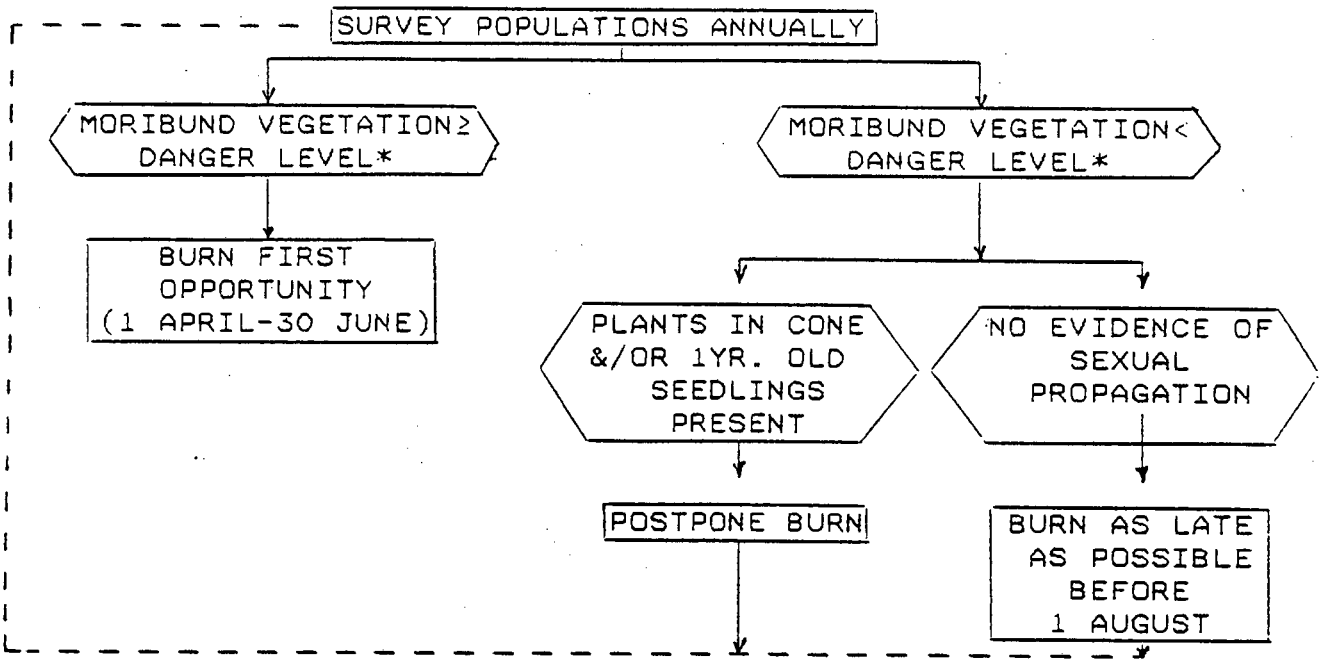 SURVEY POPULATIONS ANNUALLY
MORIBUND VEGETATION≥
DANGER LEVEL*
MORIBUND VEGETATION<
DANGER LEVEL*
BURN FIRST
OPPORTUNITY
(1 APRIL-30 JUNE)
PLANTS IN CONE
&/OR 1YR. OLD
SEEDLINGS
PRESENT
NO EVIDENCE OF
SEXUAL
PROPAGATION
POSTPONE BURN
BURN AS LATE
AS POSSIBLE
BEFORE
1 AUGUST